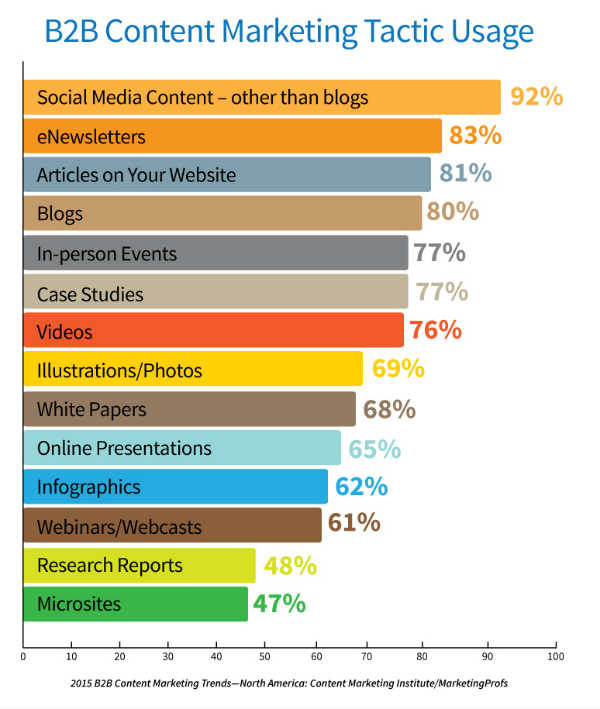 B2B Content Marketing Tactic Usage
Social Media Content – other than blogs 92%
eNewsletters 83%
Articles on Your Website 81%
Blogs 80%
In-person Events 77%
Case Studies 77%
Videos 76%
Illustrations/Photos 69%
White Papers 68%
Online Presentations 65%
Infographics 62%
Webinars/Webcasts 61%
Research Reports 48%
Microsites 47%
0 10 20 30 40 50 60 70 80 90 100
2015 B2B Content Marketing Trends—North America: Content Marketing Institute/MarketingProfs